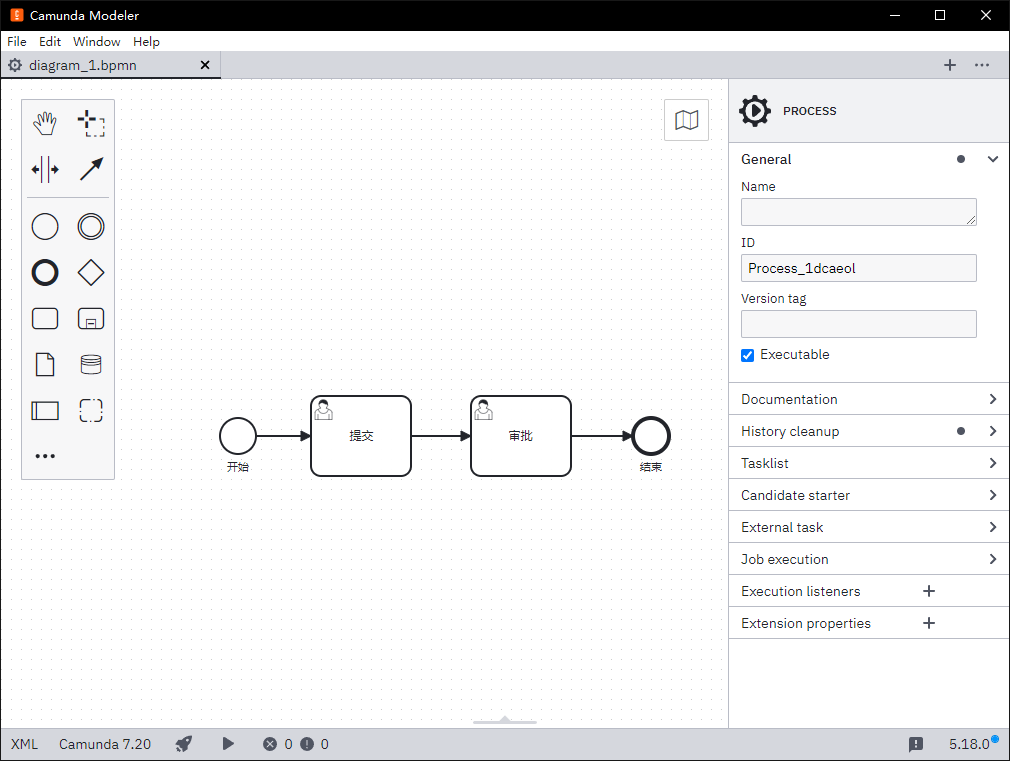 Camunda Modeler
File Edit Window Help
diagram_1.bpmn
PROCESS
General
Name
ID
Process_1dcaeol
Version tag
Executable
Documentation
History cleanup
Tasklist
Candidate starter
External task
Job execution
Execution listeners
Extension properties
提交
审批
开始
结束
XML Camunda 7.20 0 0 5.18.0